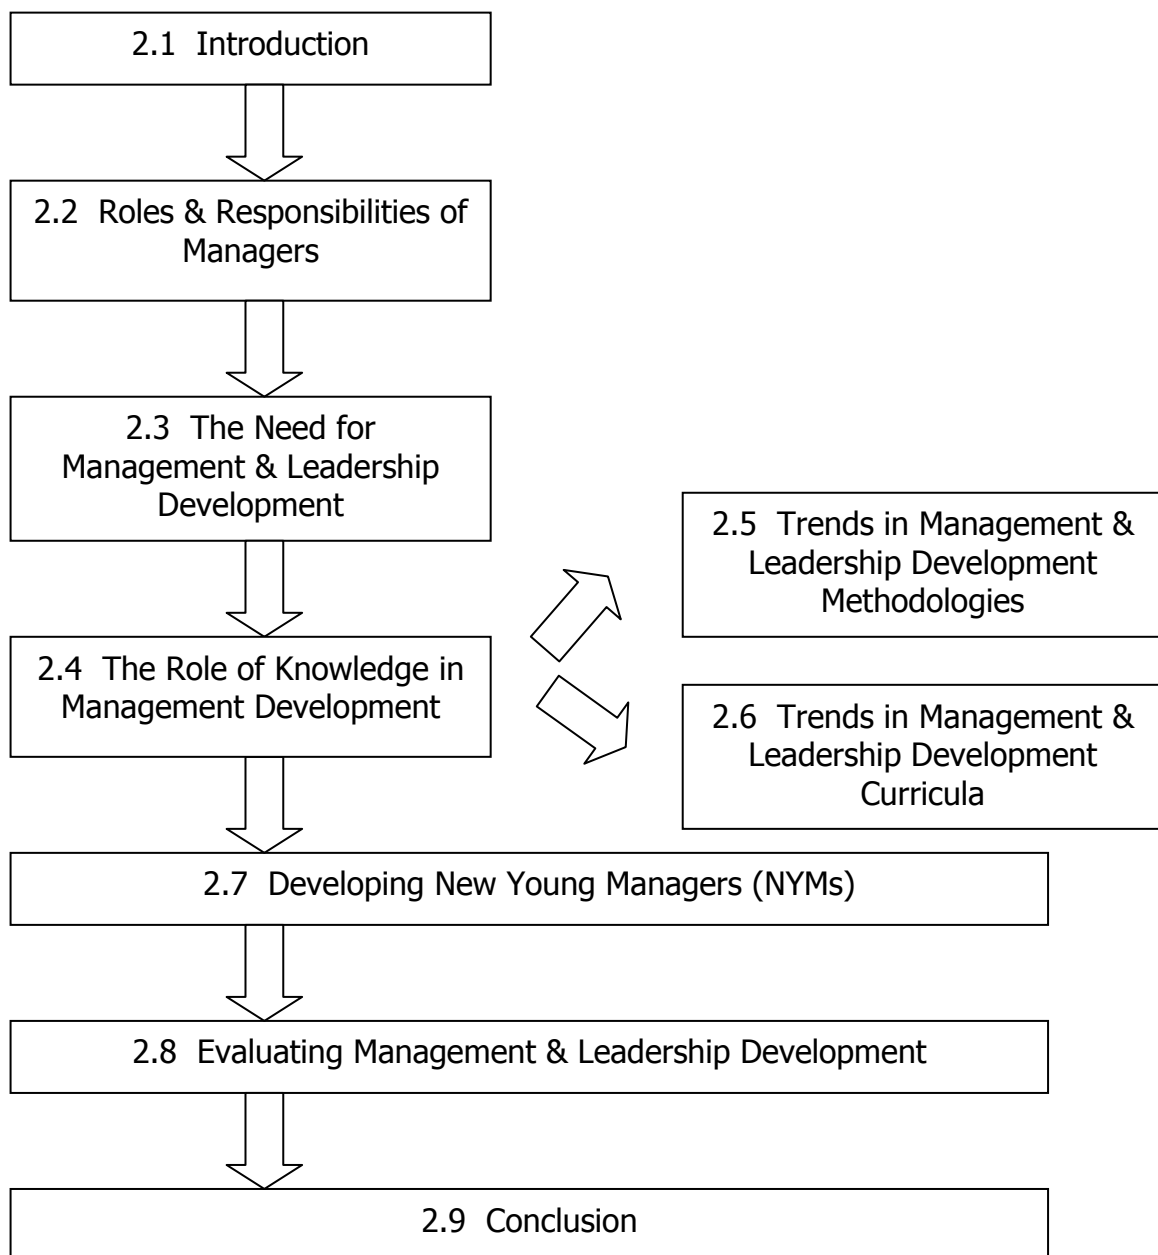 2.1 Introduction
2.2 Roles & Responsibilities of
Managers
2.3 The Need for
Management & Leadership
Development
2.4 The Role of Knowledge in
Management Development
2.5 Trends in Management &
Leadership Development
Methodologies
2.6 Trends in Management &
Leadership Development
Curricula
2.7 Developing New Young Managers (NYMs)
2.8 Evaluating Management & Leadership Development
2.9 Conclusion